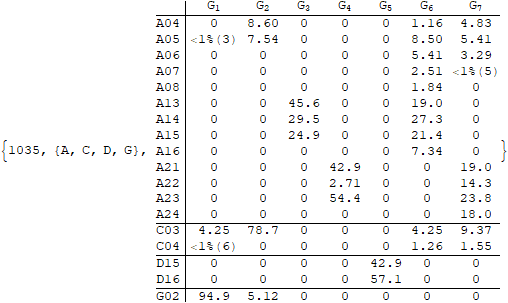 G₁ G₂ G₃ G₄ G₅ G₆ G₇
A04 0 8.60 0 0 0 1.16 4.83
A05 <1%(3) 7.54 0 0 0 8.50 5.41
A06 0 0 0 0 0 5.41 3.29
A07 0 0 0 0 0 2.51 <1%(5)
A08 0 0 0 0 0 1.84 0
A13 0 0 45.6 0 0 19.0 0
A14 0 0 29.5 0 0 27.3 0
A15 0 0 24.9 0 0 21.4 0
{1035, {A, C, D, G}, A16 0 0 0 0 0 7.34 0 }
A21 0 0 0 42.9 0 0 19.0
A22 0 0 0 2.71 0 0 14.3
A23 0 0 0 54.4 0 0 23.8
A24 0 0 0 0 0 0 18.0
C03 4.25 78.7 0 0 0 4.25 9.37
C04 <1%(6) 0 0 0 0 1.26 1.55
D15 0 0 0 0 42.9 0 0
D16 0 0 0 0 57.1 0 0
G02 94.9 5.12 0 0 0 0 0